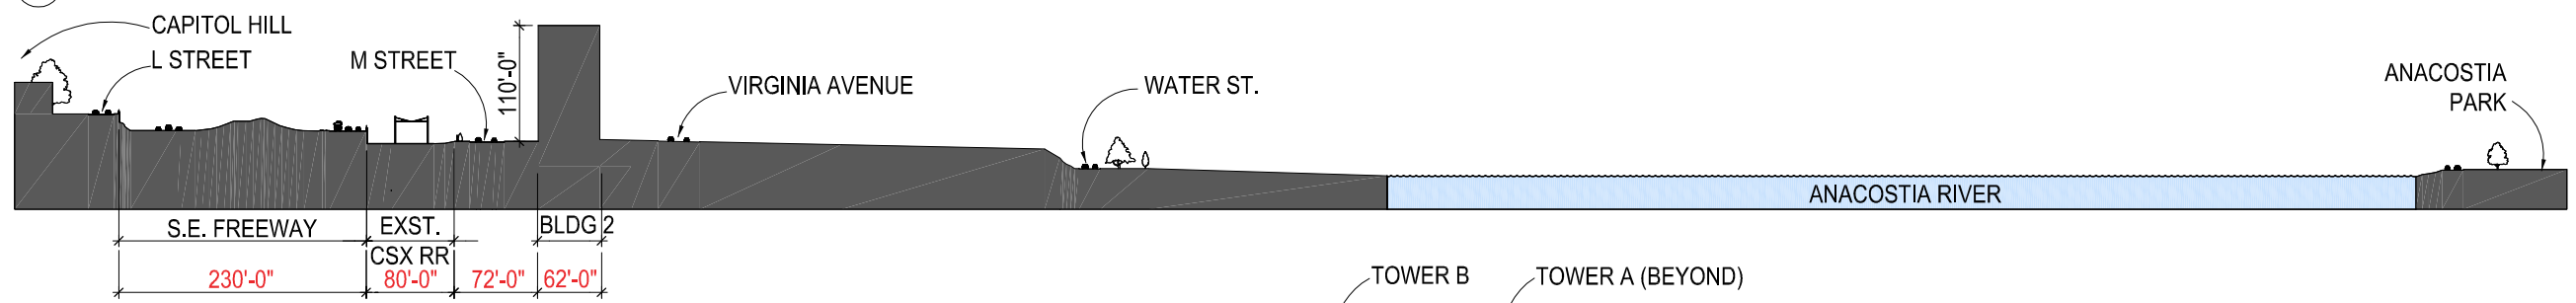 CAPITOL HILL
L STREET
M STREET
110'-0"
VIRGINIA AVENUE
WATER ST.
ANACOSTIA
PARK
ANACOSTIA RIVER
S.E. FREEWAY
EXST.
CSX RR
BLDG 2
230'-0"
80'-0"
72'-0"
62'-0"
TOWER B
TOWER A (BEYOND)